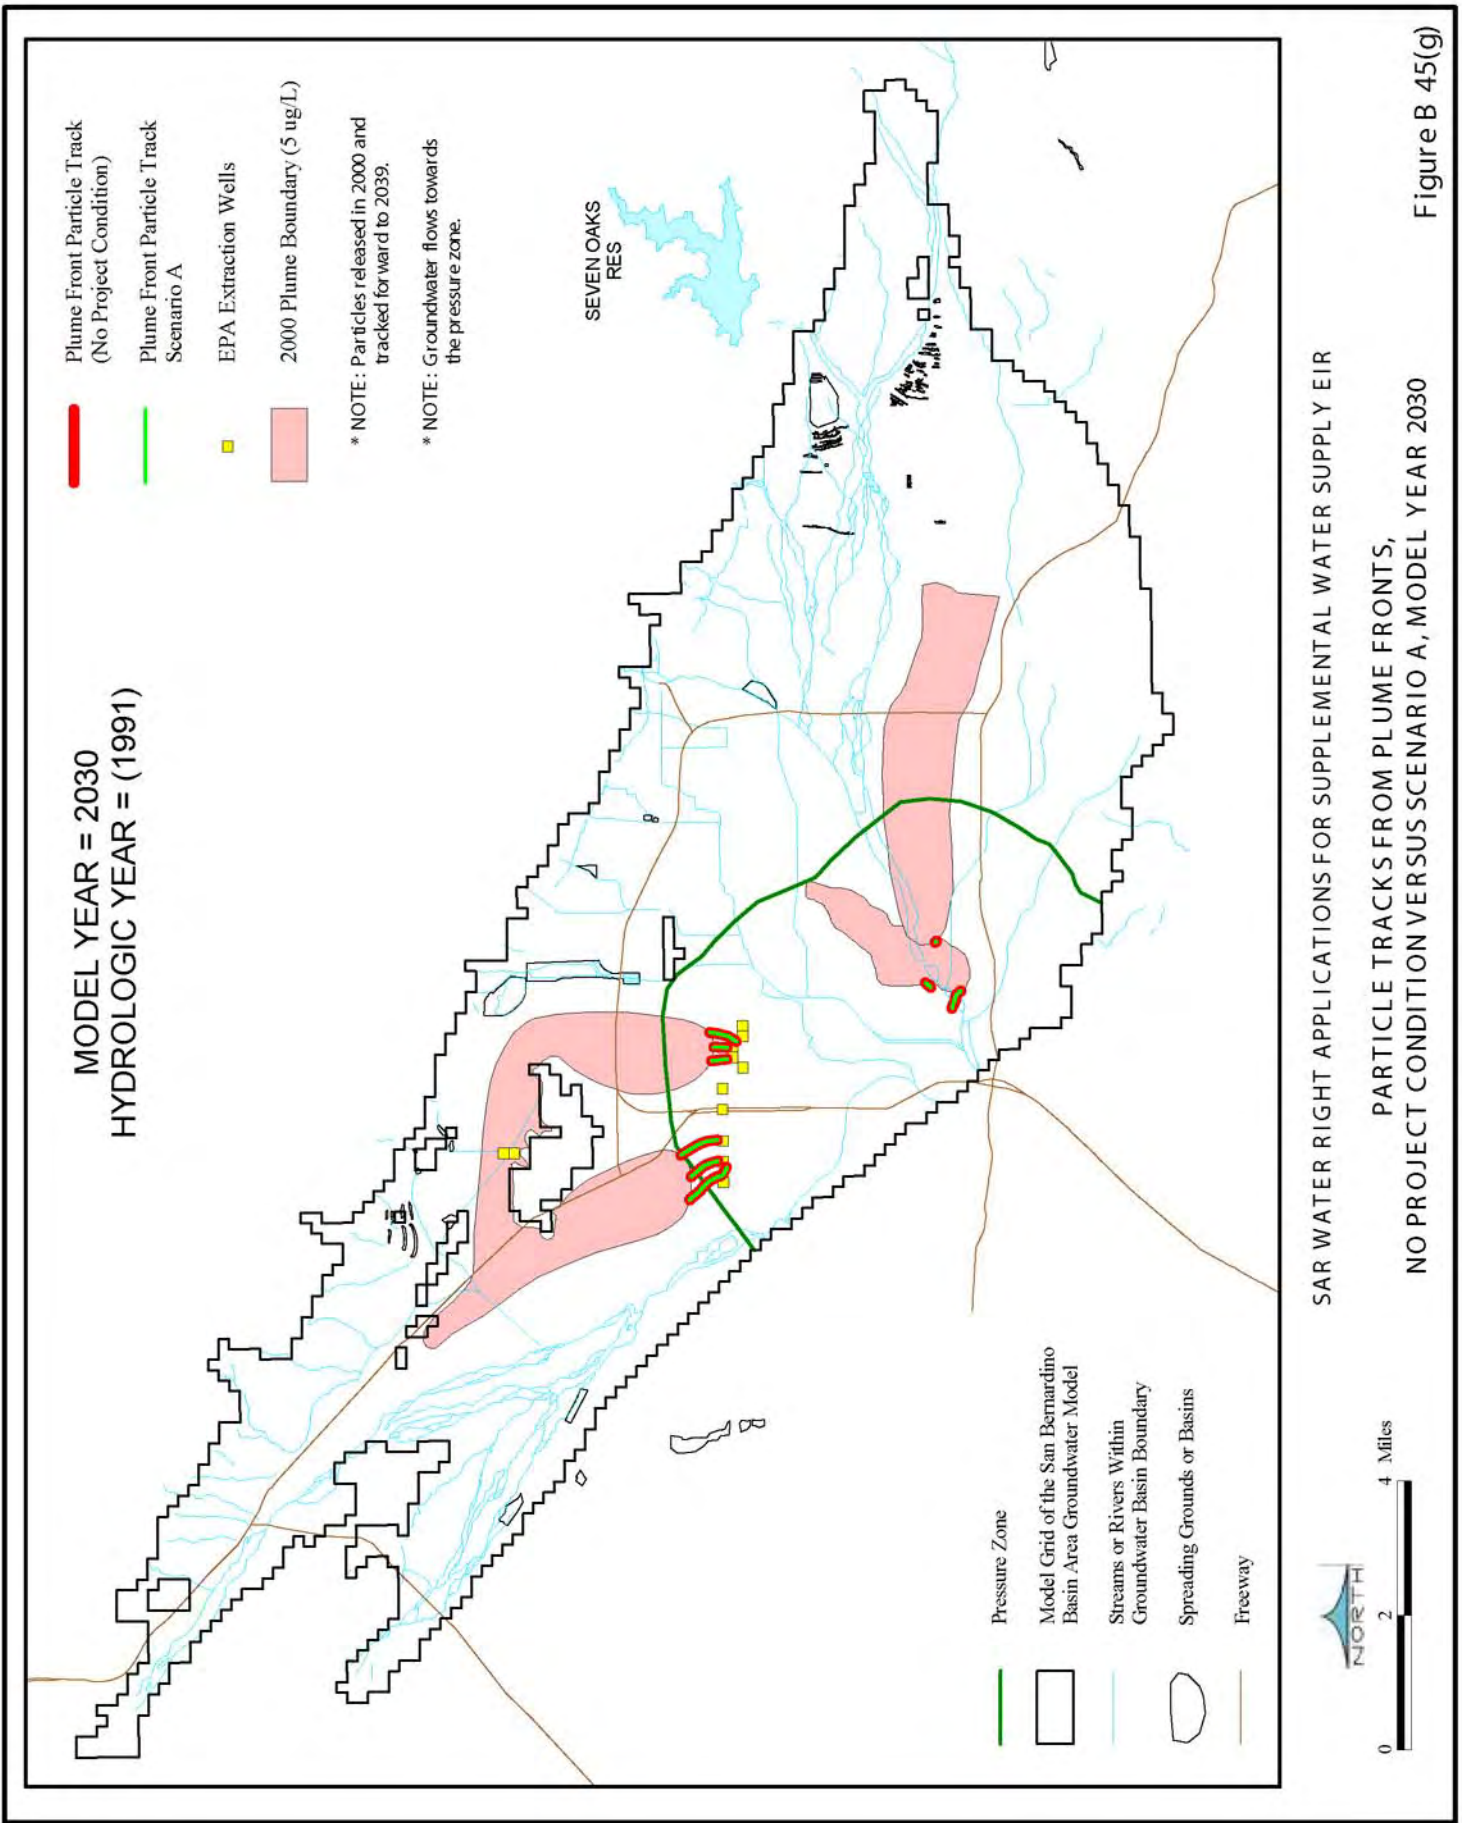 MODEL YEAR = 2030
HYDROLOGIC YEAR = (1991)
Plume Front Particle Track
(No Project Condition)
Plume Front Particle Track
Scenario A
EPA Extraction Wells
2000 Plume Boundary (5 ug/L)
* NOTE: Particles released in 2000 and
tracked forward to 2039.
* NOTE: Groundwater flows towards
the pressure zone.
SEVEN OAKS
RES
Pressure Zone
Model Grid of the San Bernardino
Basin Area Groundwater Model
Streams or Rivers Within
Groundwater Basin Boundary
Spreading Grounds or Basins
Freeway
NORTH
0 2 4 Miles
SAR WATER RIGHT APPLICATIONS FOR SUPPLEMENTAL WATER SUPPLY EIR
PARTICLE TRACKS FROM PLUME FRONTS,
NO PROJECT CONDITION VERSUS SCENARIO A, MODEL YEAR 2030
Figure B 45(g)